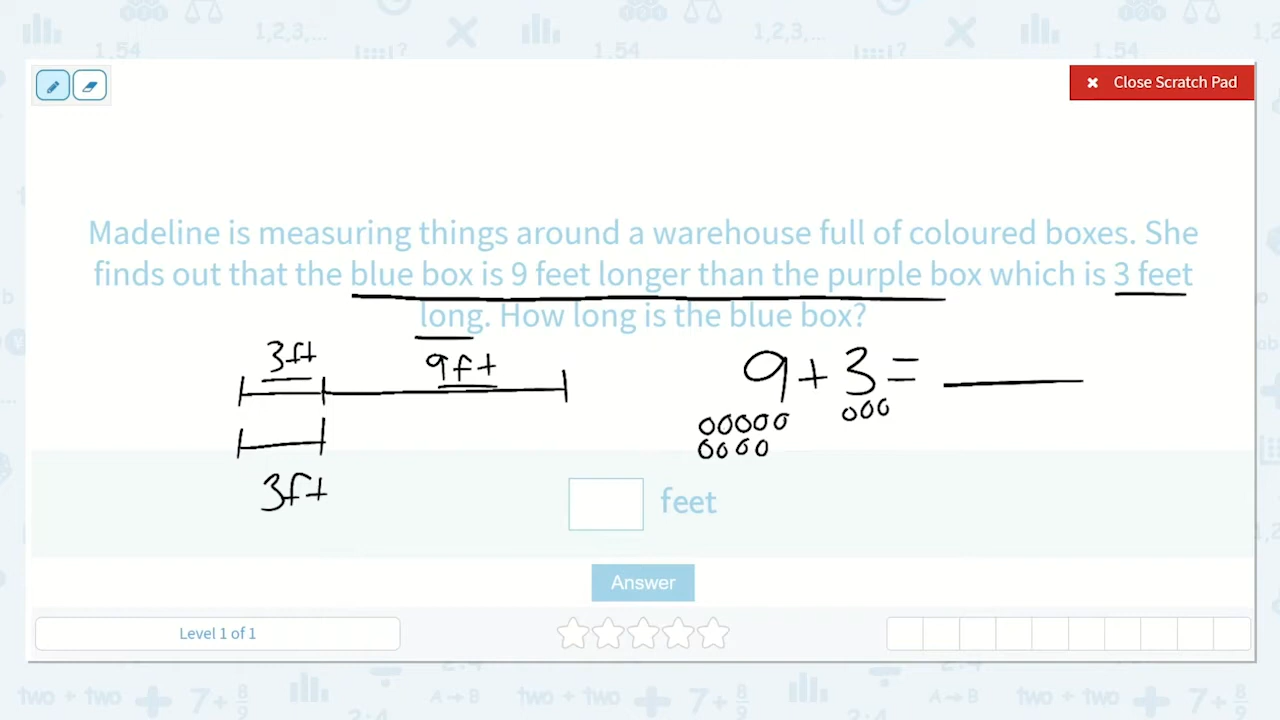 Close Scratch Pad
Madeline is measuring things around a warehouse full of coloured boxes. She
finds out that the blue box is 9 feet longer than the purple box which is 3 feet
long. How long is the blue box?
3ft
9ft
9+3=
3ft
feet
Answer
Level 1 of 1